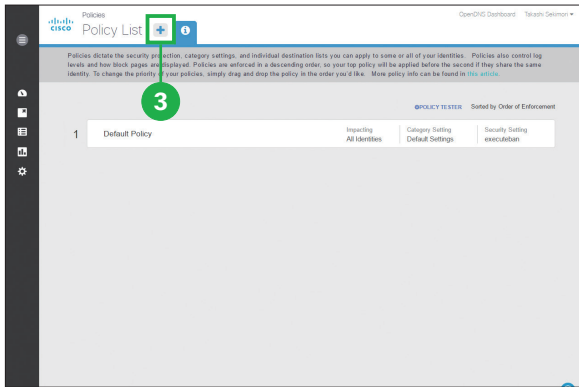 OpenDNS Dashboard Takashi Sekimon
Policies
cisco
Policy List
3
Policies dictate the security protection, category settings, and individual destination lists you can apply to some or all of your identities. Policies also control log
levels and how block pages are displayed. Policies are enforced in a descending order, so your top policy will be applied before the second if they share the same
identity. To change the priority of your policies, simply drag and drop the policy in the order you'd like. More policy info can be found in this article.
POLICY TESTER Sorted by Order of Enforcement
1 Default Policy
Impacting Category Setting Security Setting
All Identities Default Settings executeban